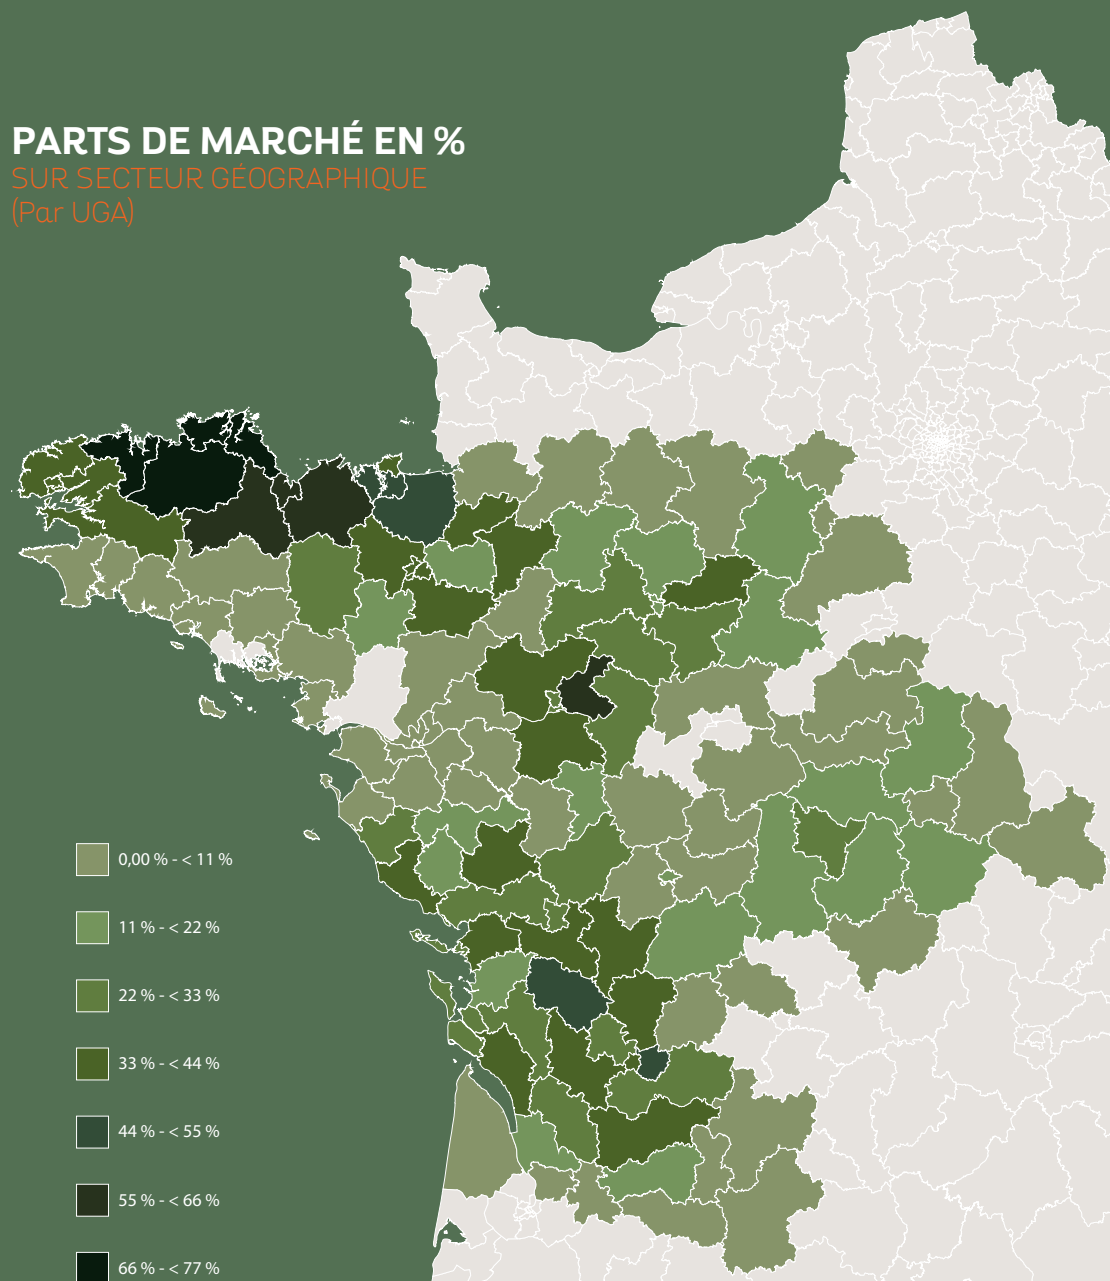 PARTS DE MARCHÉ EN %
SUR SECTEUR GÉOGRAPHIQUE
(Par UGA)
0,00 % - < 11 %
11 % - < 22 %
22 % - < 33 %
33 % - < 44 %
44 % - < 55 %
55 % - < 66 %
66 % - < 77 %